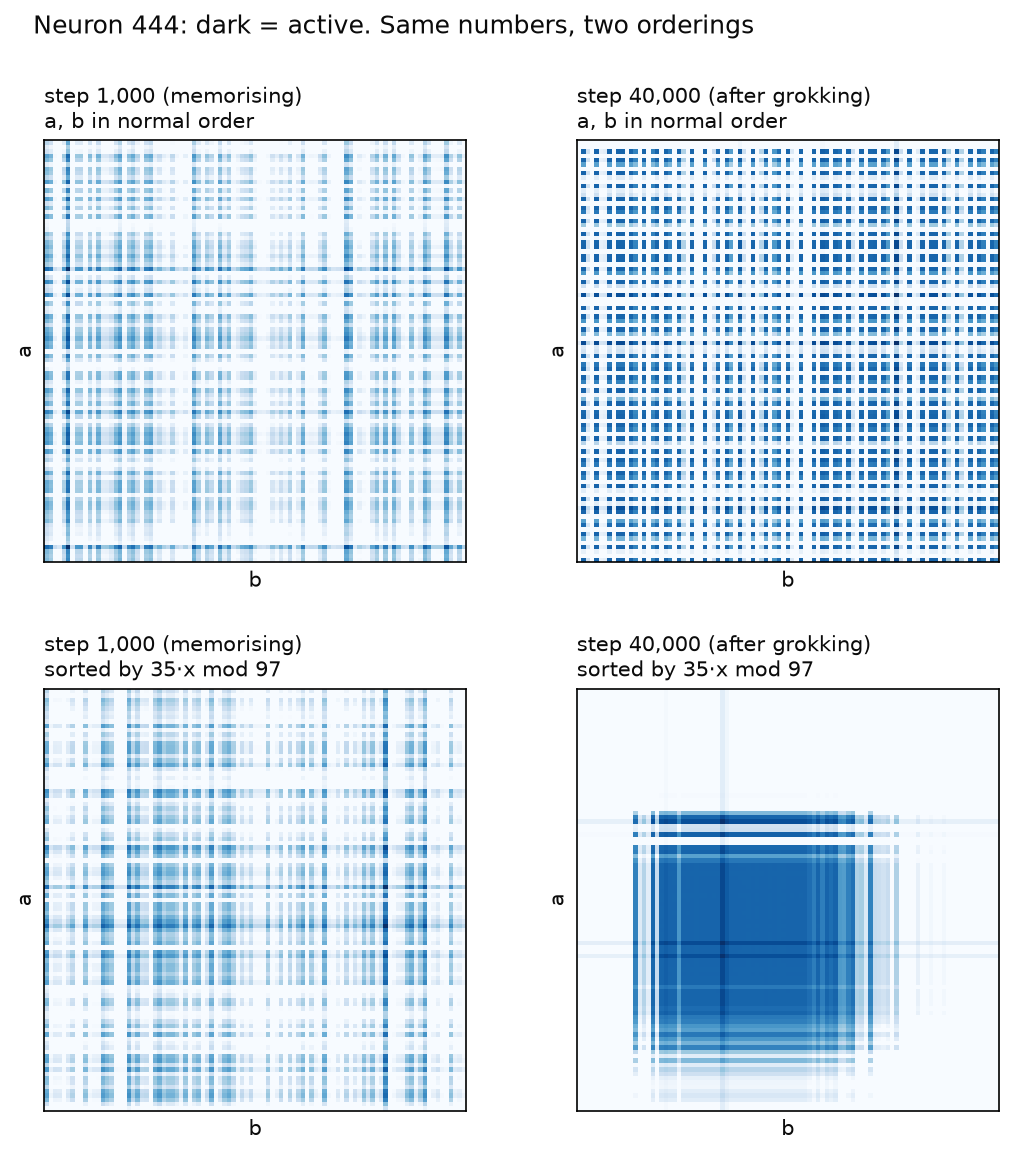 Neuron 444: dark = active. Same numbers, two orderings
step 1,000 (memorising)
a, b in normal order
a
b
step 40,000 (after grokking)
a, b in normal order
a
b
step 1,000 (memorising)
sorted by 35·x mod 97
a
b
step 40,000 (after grokking)
sorted by 35·x mod 97
a
b